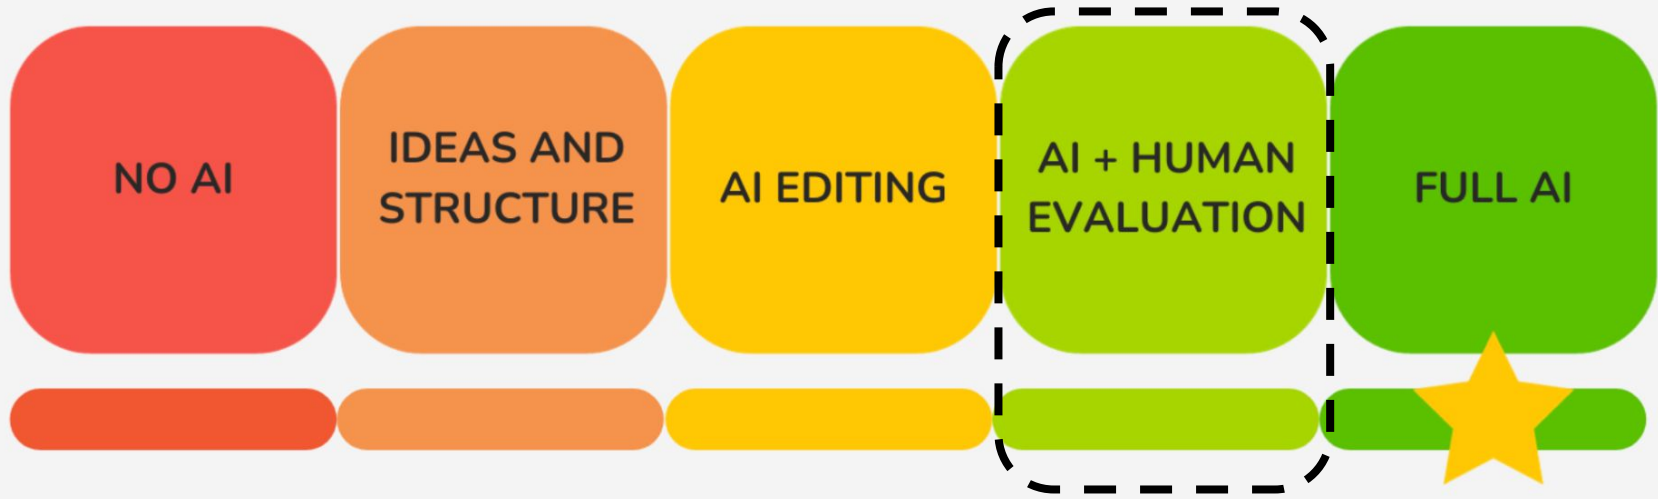 NO AI
IDEAS AND
STRUCTURE
AI EDITING
AI + HUMAN
EVALUATION
FULL AI